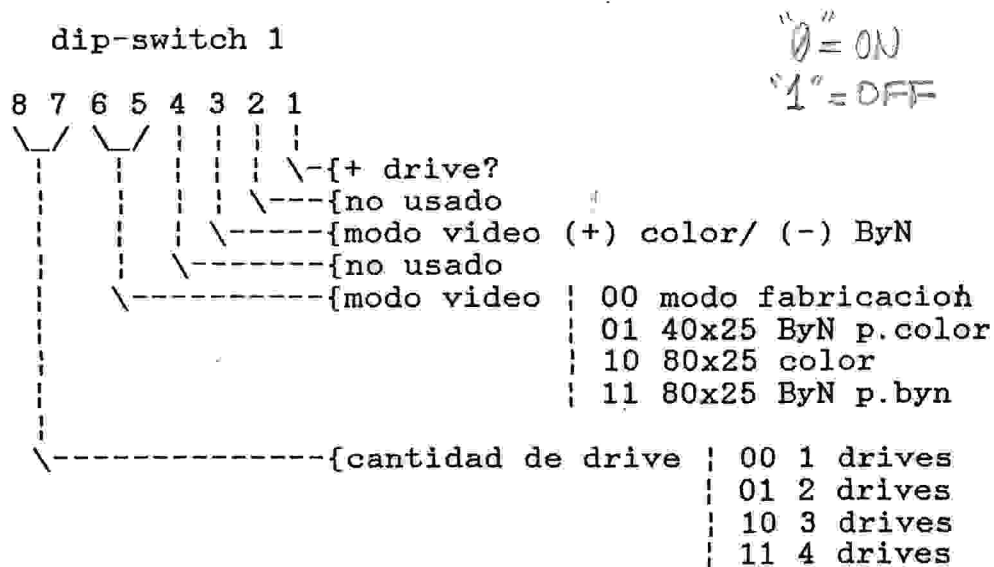 dip-switch 1
"0" = ON
"1" = OFF
8 7 6 5 4 3 2 1
+ drive?
no usado
modo video (+) color/ (-) ByN
no usado
modo video | 00 modo fabricacion
01 40x25 ByN p.color
10 80x25 color
11 80x25 ByN p.byn
cantidad de drive | 00 1 drives
01 2 drives
10 3 drives
11 4 drives